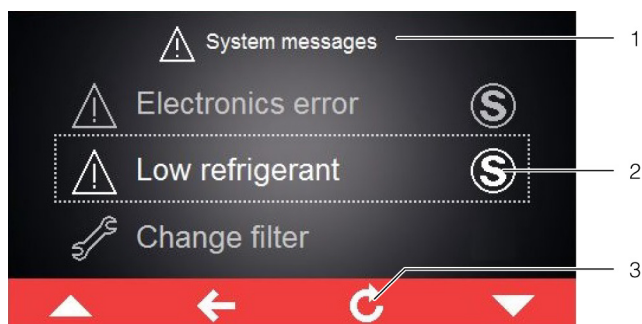 System messages
1
Electronics error
S
Low refrigerant
S
2
Change filter
3